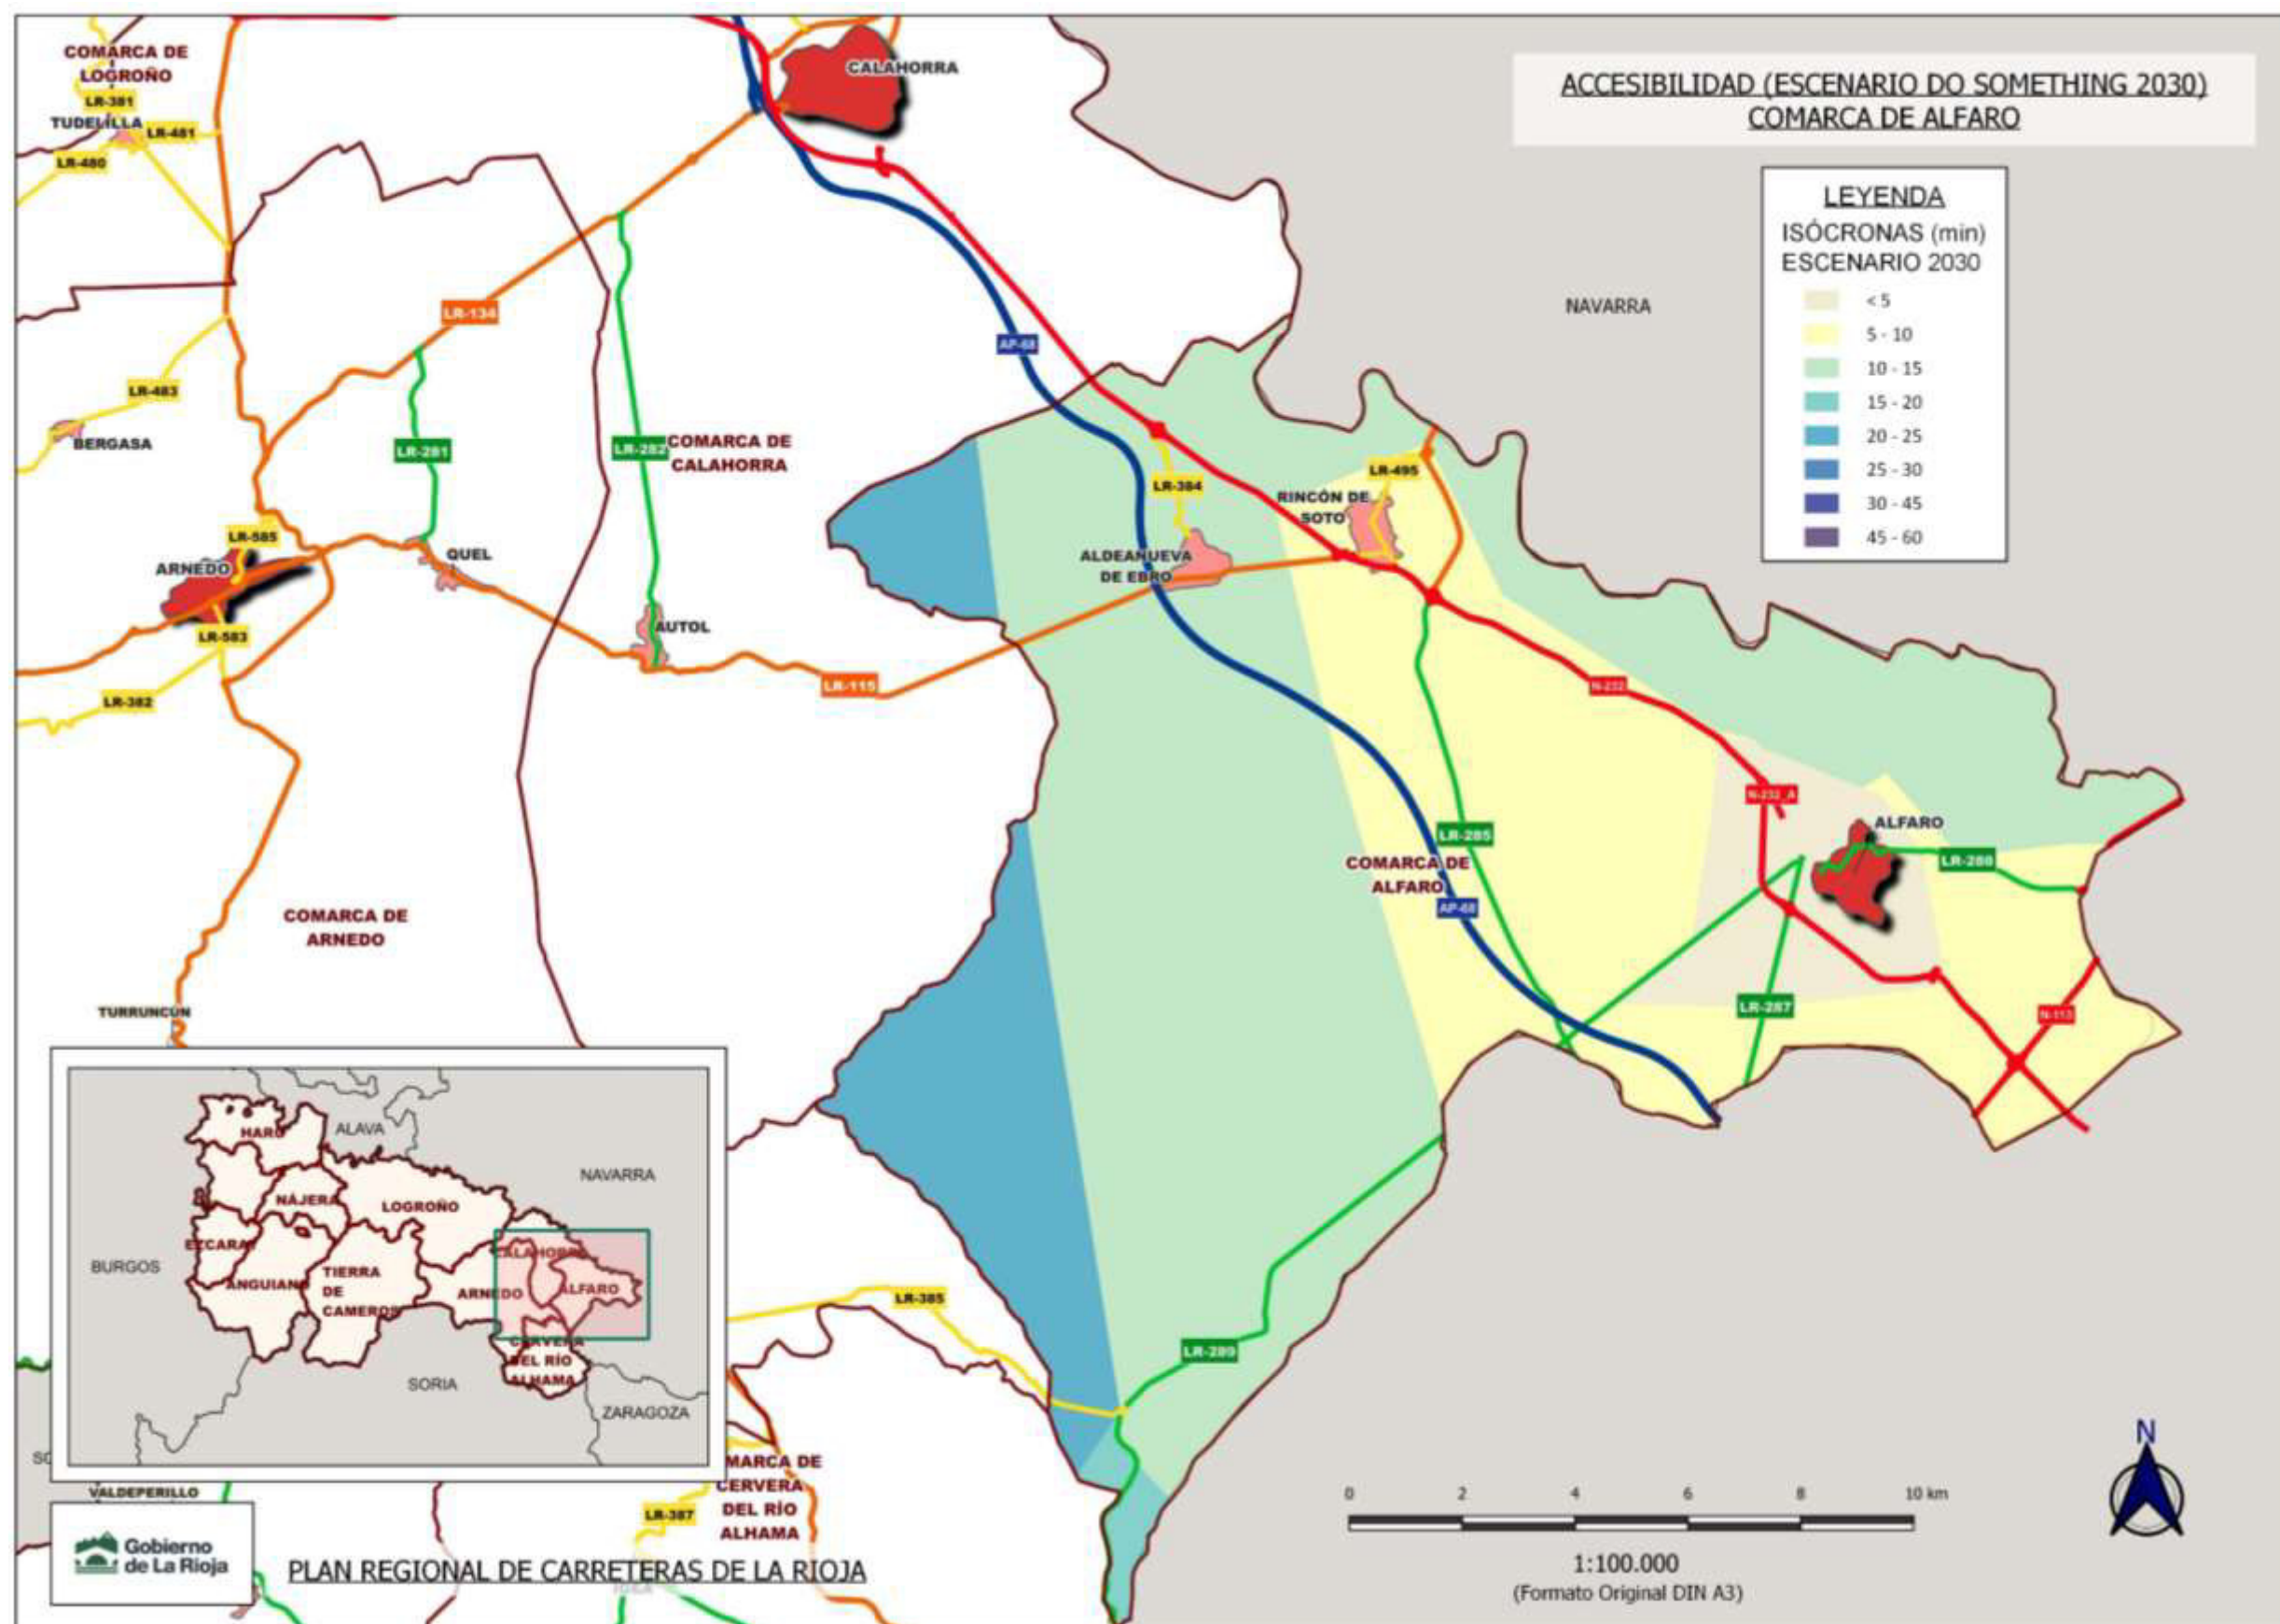 COMARCA DE
LOGROÑO
LR-381
TUDELILLA
LR-481
LR-480
CALAHORRA
ACCESIBILIDAD (ESCENARIO DO SOMETHING 2030)
COMARCA DE ALFARO
LEYENDA
ISÓCRONAS (min)
ESCENARIO 2030
< 5
5 - 10
10 - 15
15 - 20
20 - 25
25 - 30
30 - 45
45 - 60
NAVARRA
LR-134
AP-68
LR-483
BERGASA
LR-281
LR-282
COMARCA DE
CALAHORRA
LR-384
LR-495
RINCÓN DE
SOTO
ALDEANUEVA
DE EBRO
LR-585
ARNEDO
QUEL
LR-583
AUTOL
LR-382
LR-115
N-232
N-232_A
ALFARO
LR-285
LR-288
COMARCA DE
ALFARO
AP-68
COMARCA DE
ARNEDO
LR-287
N-113
TURRUNCÚN
HARO
ALAVA
NAVARRA
NÁJERA
LOGROÑO
EZCARAY
CALAHORRA
BURGOS
ANGUIANO
TIERRA
DE
CAMEROS
ARNEDO
ALFARO
CERVERA
DEL RÍO
ALHAMA
SORIA
ZARAGOZA
LR-385
LR-289
MARCA DE
CERVERA
DEL RÍO
ALHAMA
SO
VALDEPERILLO
LR-387
Gobierno
de La Rioja
PLAN REGIONAL DE CARRETERAS DE LA RIOJA
0 2 4 6 8 10 km
1:100.000
(Formato Original DIN A3)
N